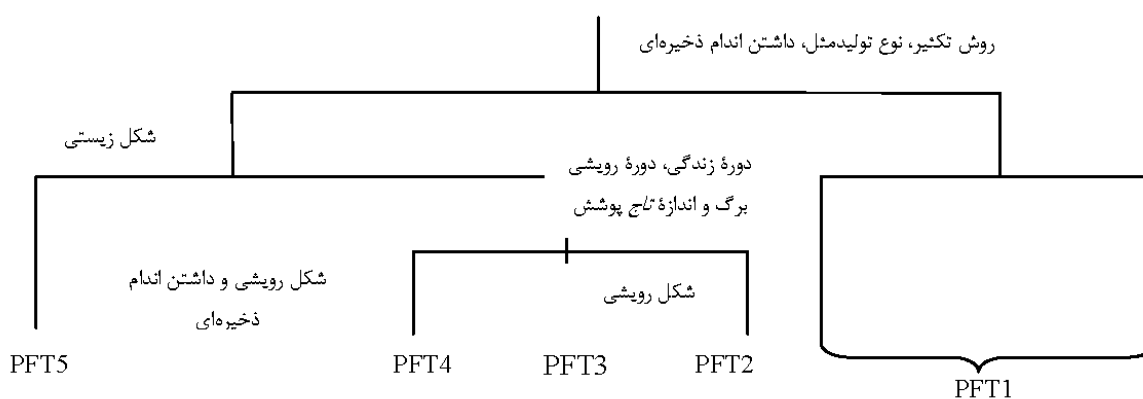 روش تکثیر، نوع تولیدمثل، داشتن اندام ذخیره‌ای
شکل زیستی
دورهٔ زندگی، دورهٔ رویشی
برگ و اندازهٔ تاج پوشش
شکل رویشی و داشتن اندام
ذخیره‌ای
شکل رویشی
PFT5
PFT4
PFT3
PFT2
PFT1